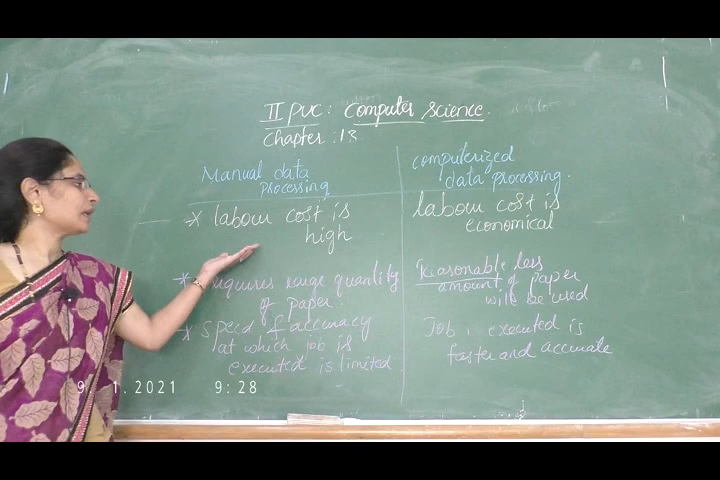 II PUC: Computer Science.
Chapter: 13
Manual data
processing
* labour cost is
high
* requires large quantity
of paper.
* Speed & accuracy
at which job is
executed is limited
computerized
data processing.
labour cost is
economical
Reasonable less
amount of paper
will be used
Job executed is
faster and accurate
1.2021 9:28